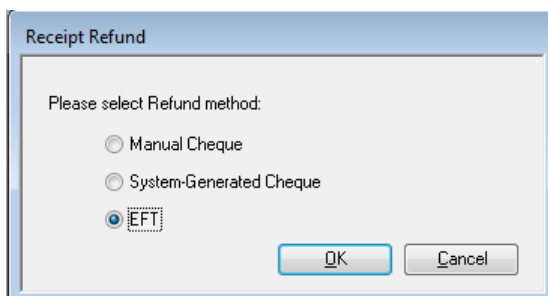 Receipt Refund
Please select Refund method:
Manual Cheque
System-Generated Cheque
EFT
OK Cancel